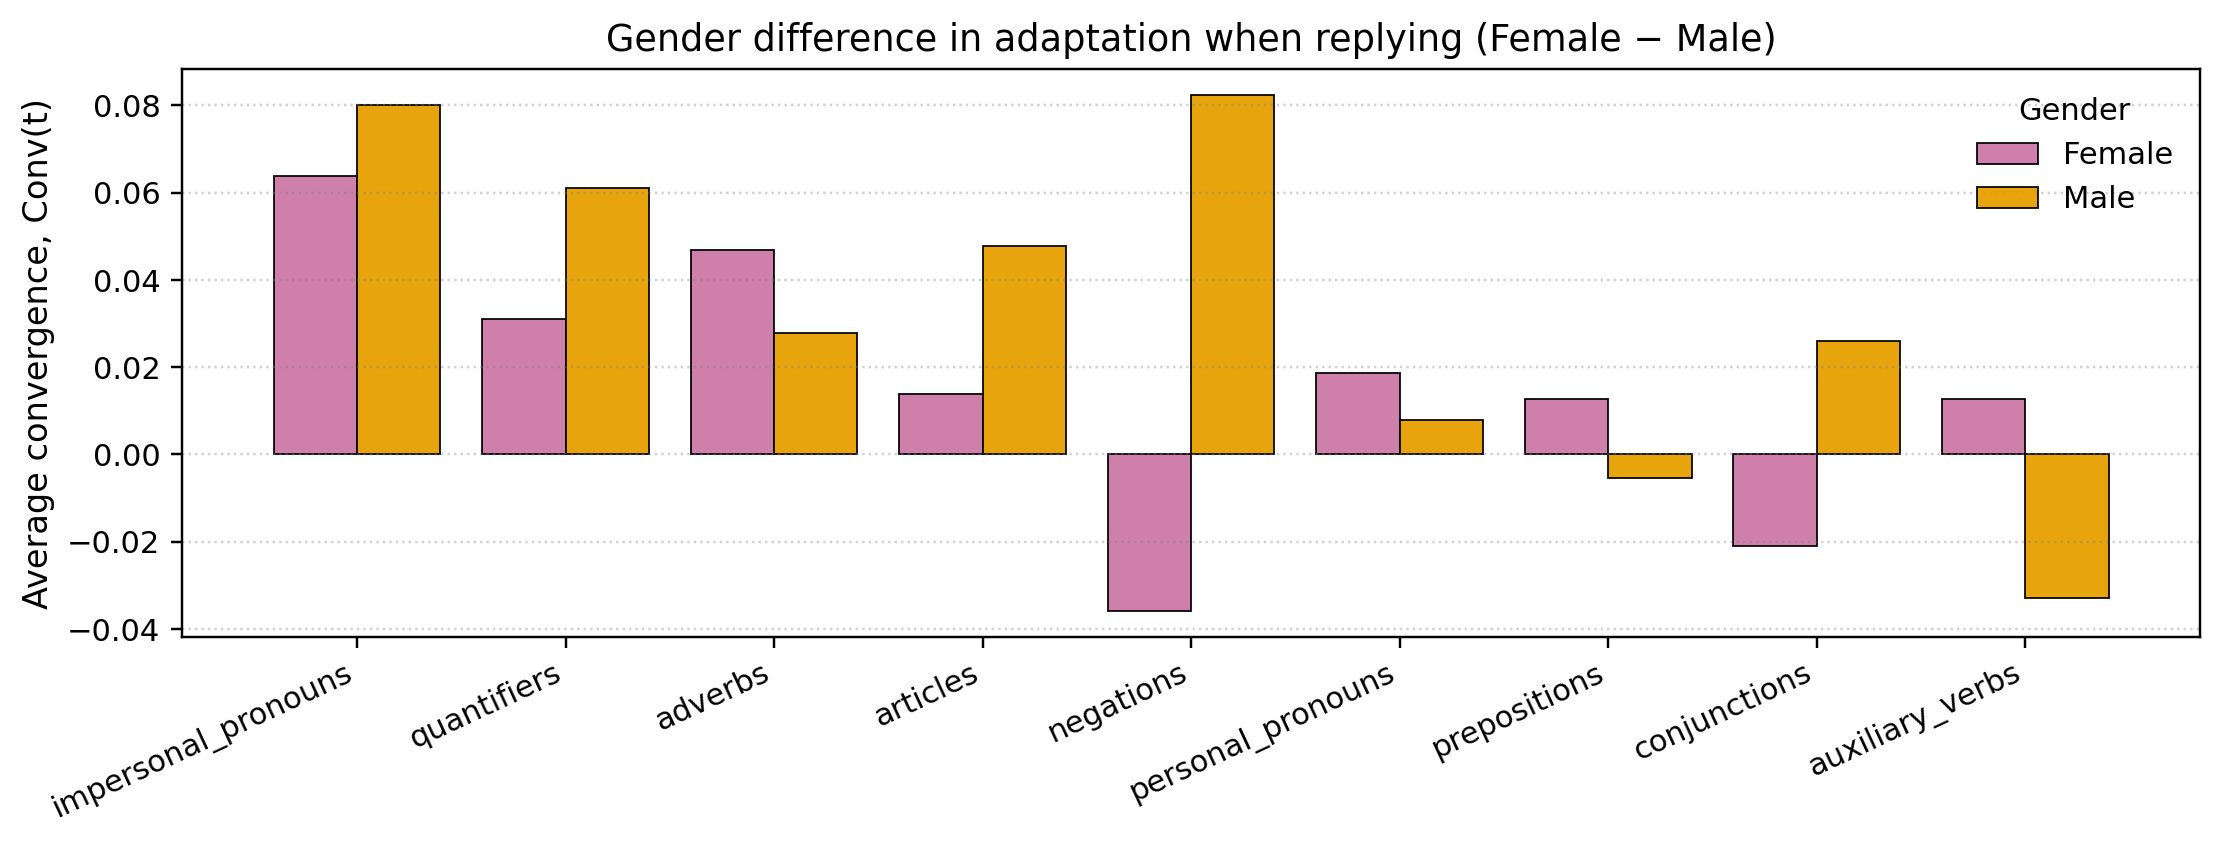 Gender difference in adaptation when replying (Female − Male)
Average convergence, Conv(t)
0.08
0.06
0.04
0.02
0.00
−0.02
−0.04
Gender
Female
Male
impersonal_pronouns
quantifiers
adverbs
articles
negations
personal_pronouns
prepositions
conjunctions
auxiliary_verbs